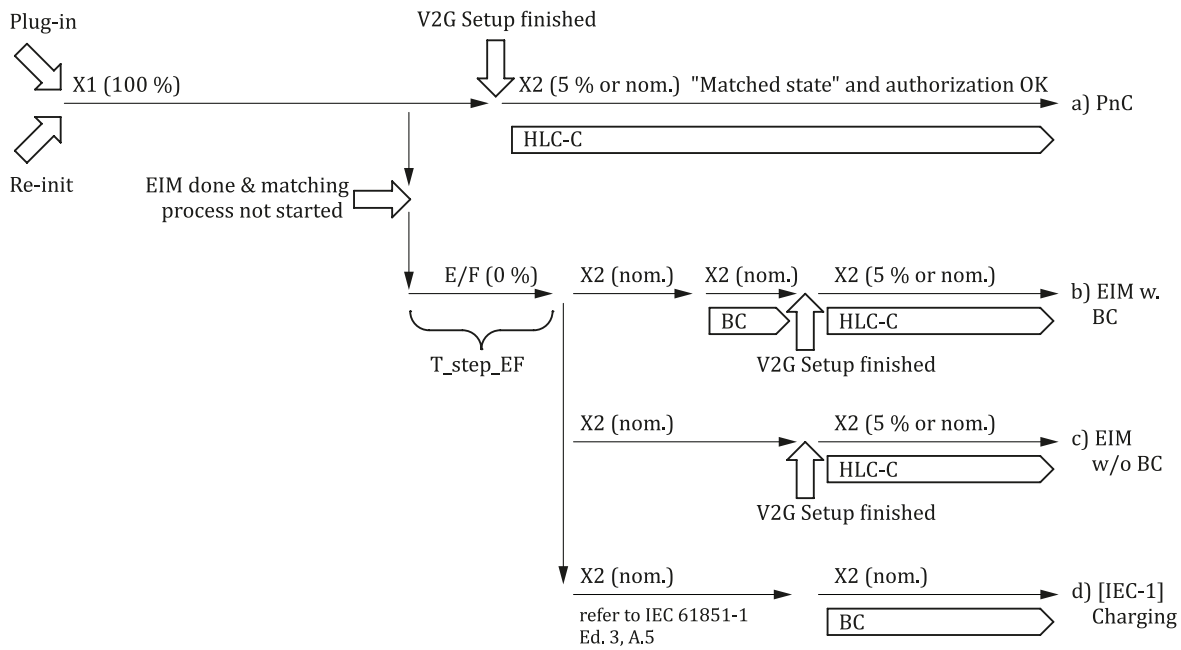 Plug-in
V2G Setup finished
X1 (100 %)
X2 (5 % or nom.) "Matched state" and authorization OK
a) PnC
HLC-C
Re-init
EIM done & matching
process not started
E/F (0 %)
X2 (nom.)
X2 (nom.)
X2 (5 % or nom.)
b) EIM w.
BC
BC
HLC-C
T_step_EF
V2G Setup finished
X2 (nom.)
X2 (5 % or nom.)
c) EIM
w/o BC
HLC-C
V2G Setup finished
X2 (nom.)
X2 (nom.)
d) [IEC-1]
Charging
refer to IEC 61851-1
Ed. 3, A.5
BC